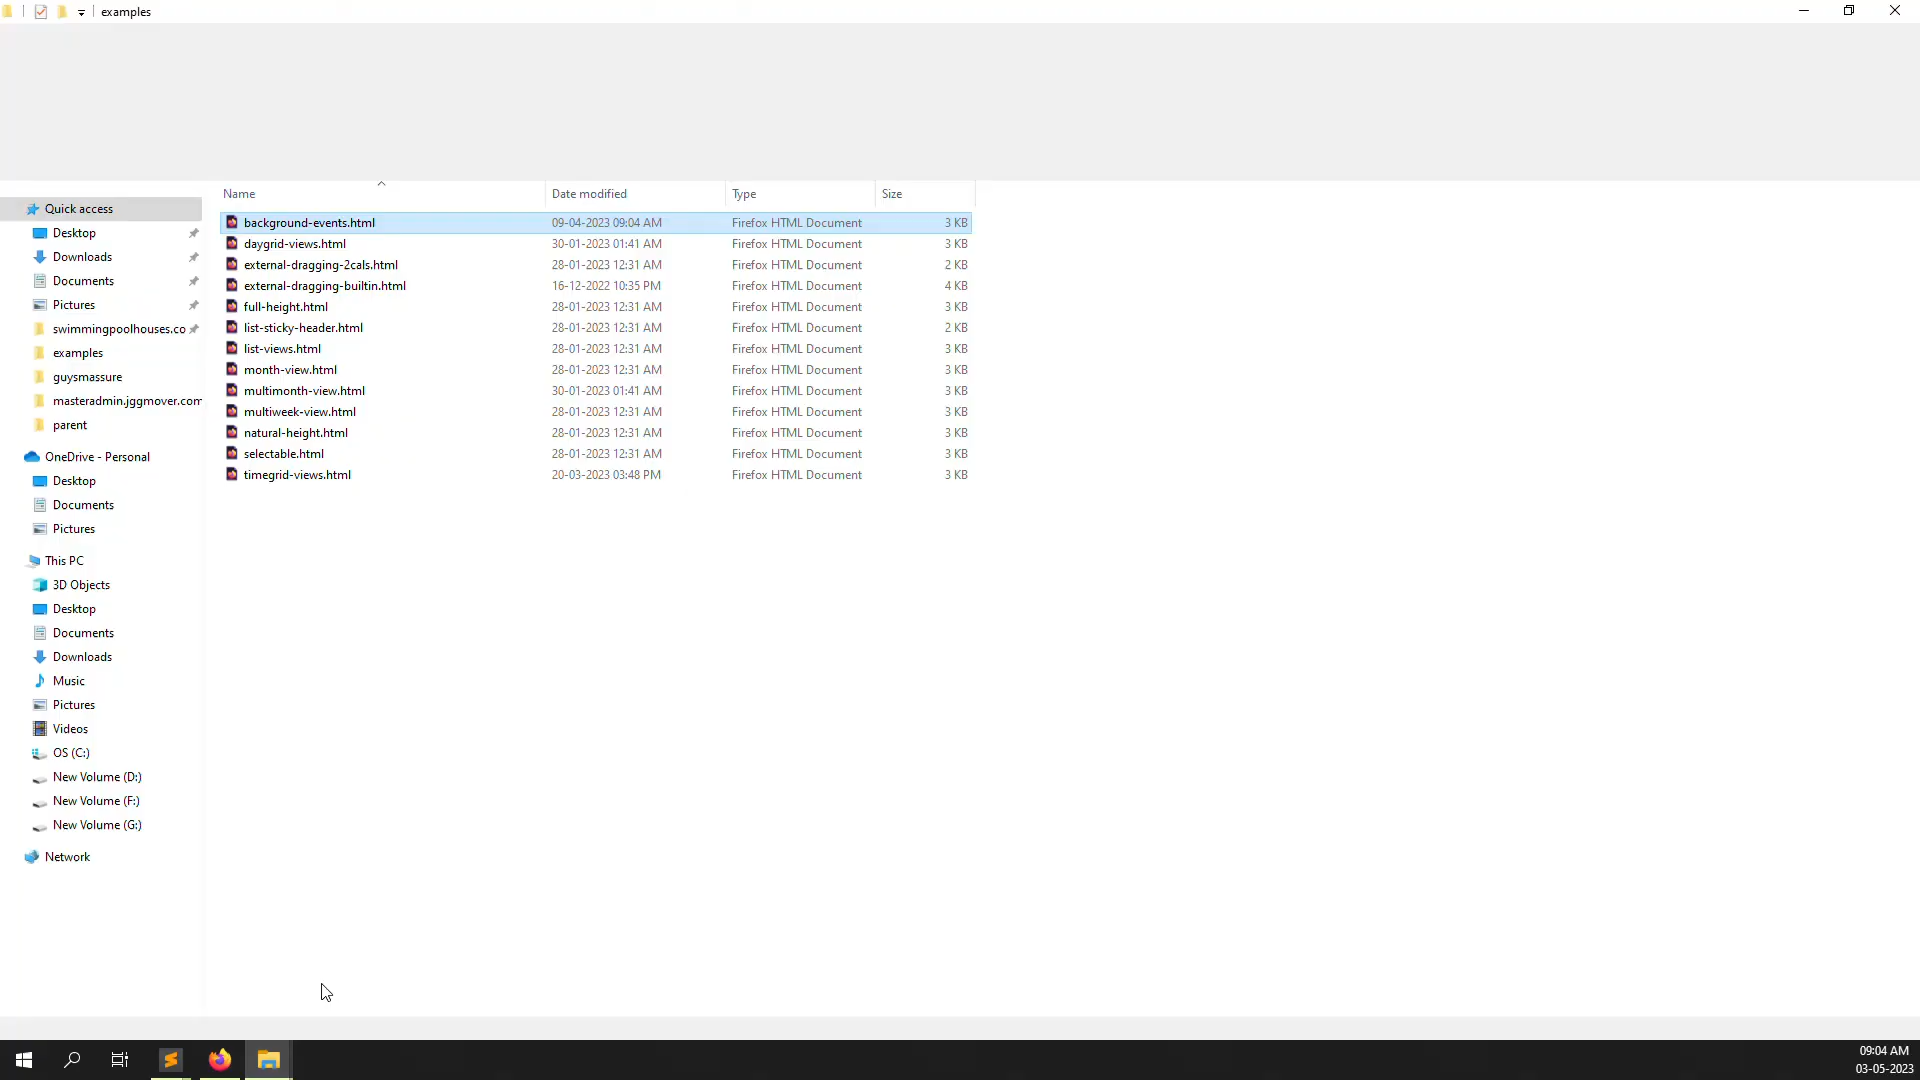 examples
Name Date modified Type Size
Quick access
Desktop
Downloads
Documents
Pictures
swimmingpoolhouses.co
examples
guysmassure
masteradmin.jggmover.com
parent
OneDrive - Personal
Desktop
Documents
Pictures
This PC
3D Objects
Desktop
Documents
Downloads
Music
Pictures
Videos
OS (C:)
New Volume (D:)
New Volume (F:)
New Volume (G:)
Network
background-events.html 09-04-2023 09:04 AM Firefox HTML Document 3 KB
daygrid-views.html 30-01-2023 01:41 AM Firefox HTML Document 3 KB
external-dragging-2cals.html 28-01-2023 12:31 AM Firefox HTML Document 2 KB
external-dragging-builtin.html 16-12-2022 10:35 PM Firefox HTML Document 4 KB
full-height.html 28-01-2023 12:31 AM Firefox HTML Document 3 KB
list-sticky-header.html 28-01-2023 12:31 AM Firefox HTML Document 2 KB
list-views.html 28-01-2023 12:31 AM Firefox HTML Document 3 KB
month-view.html 28-01-2023 12:31 AM Firefox HTML Document 3 KB
multimonth-view.html 30-01-2023 01:41 AM Firefox HTML Document 3 KB
multiweek-view.html 28-01-2023 12:31 AM Firefox HTML Document 3 KB
natural-height.html 28-01-2023 12:31 AM Firefox HTML Document 3 KB
selectable.html 28-01-2023 12:31 AM Firefox HTML Document 3 KB
timegrid-views.html 20-03-2023 03:48 PM Firefox HTML Document 3 KB
09:04 AM
03-05-2023